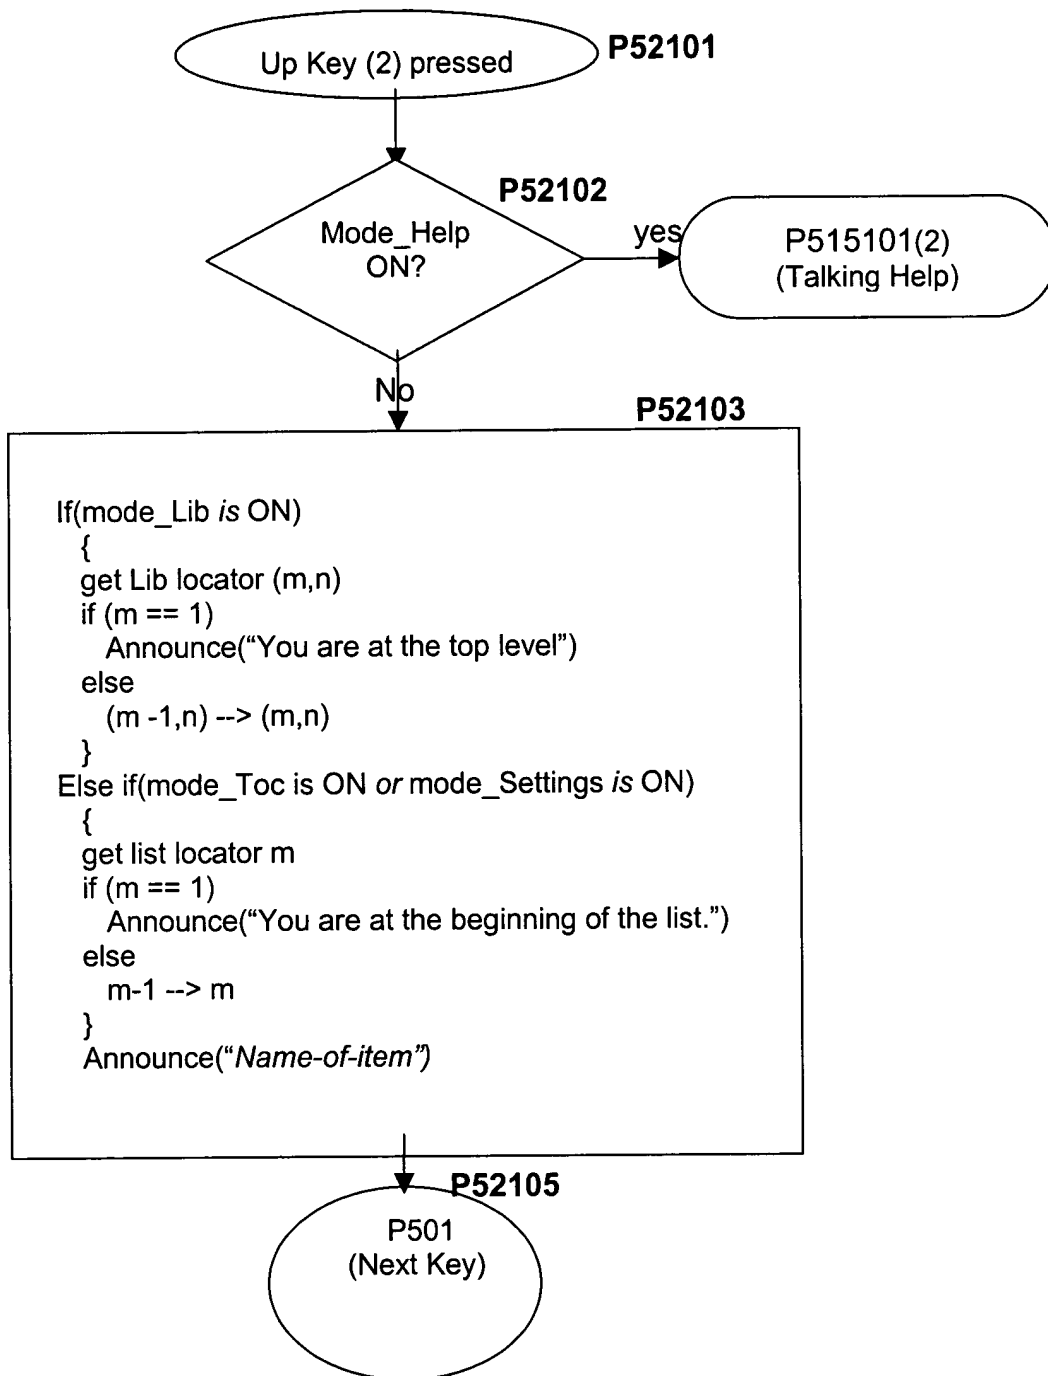 Up Key (2) pressed
P52101
P52102
Mode_Help
ON?
yes
P515101(2)
(Talking Help)
No
P52103
If(mode_Lib is ON)
{
get Lib locator (m,n)
if (m == 1)
Announce(“You are at the top level”)
else
(m -1,n) --> (m,n)
}
Else if(mode_Toc is ON or mode_Settings is ON)
{
get list locator m
if (m == 1)
Announce(“You are at the beginning of the list.”)
else
m-1 --> m
}
Announce(“Name-of-item”)
P52105
P501
(Next Key)